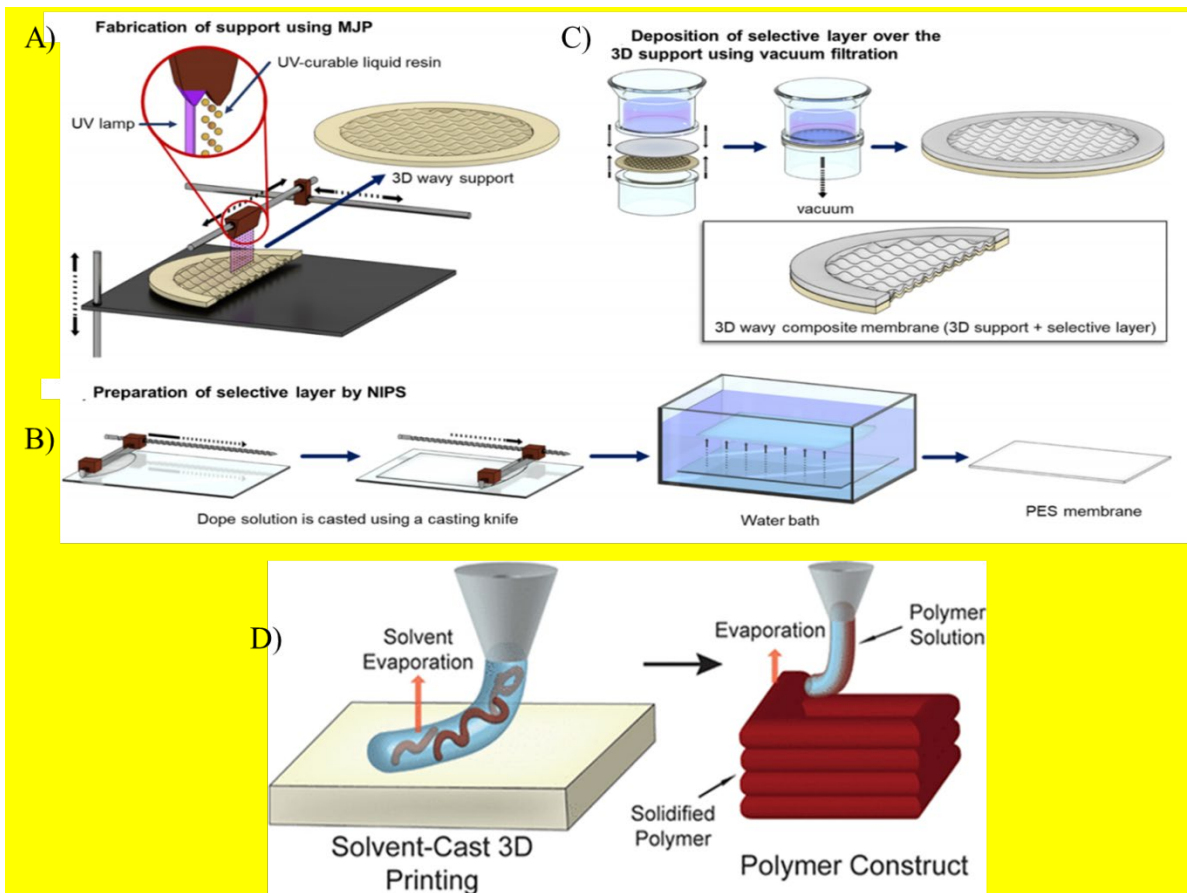 A)
Fabrication of support using MJP
UV-curable liquid resin
UV lamp
3D wavy support
C)
Deposition of selective layer over the
3D support using vacuum filtration
vacuum
3D wavy composite membrane (3D support + selective layer)
Preparation of selective layer by NIPS
B)
Dope solution is casted using a casting knife
Water bath
PES membrane
D)
Solvent
Evaporation
Solvent-Cast 3D
Printing
Evaporation
Polymer
Solution
Solidified
Polymer
Polymer Construct